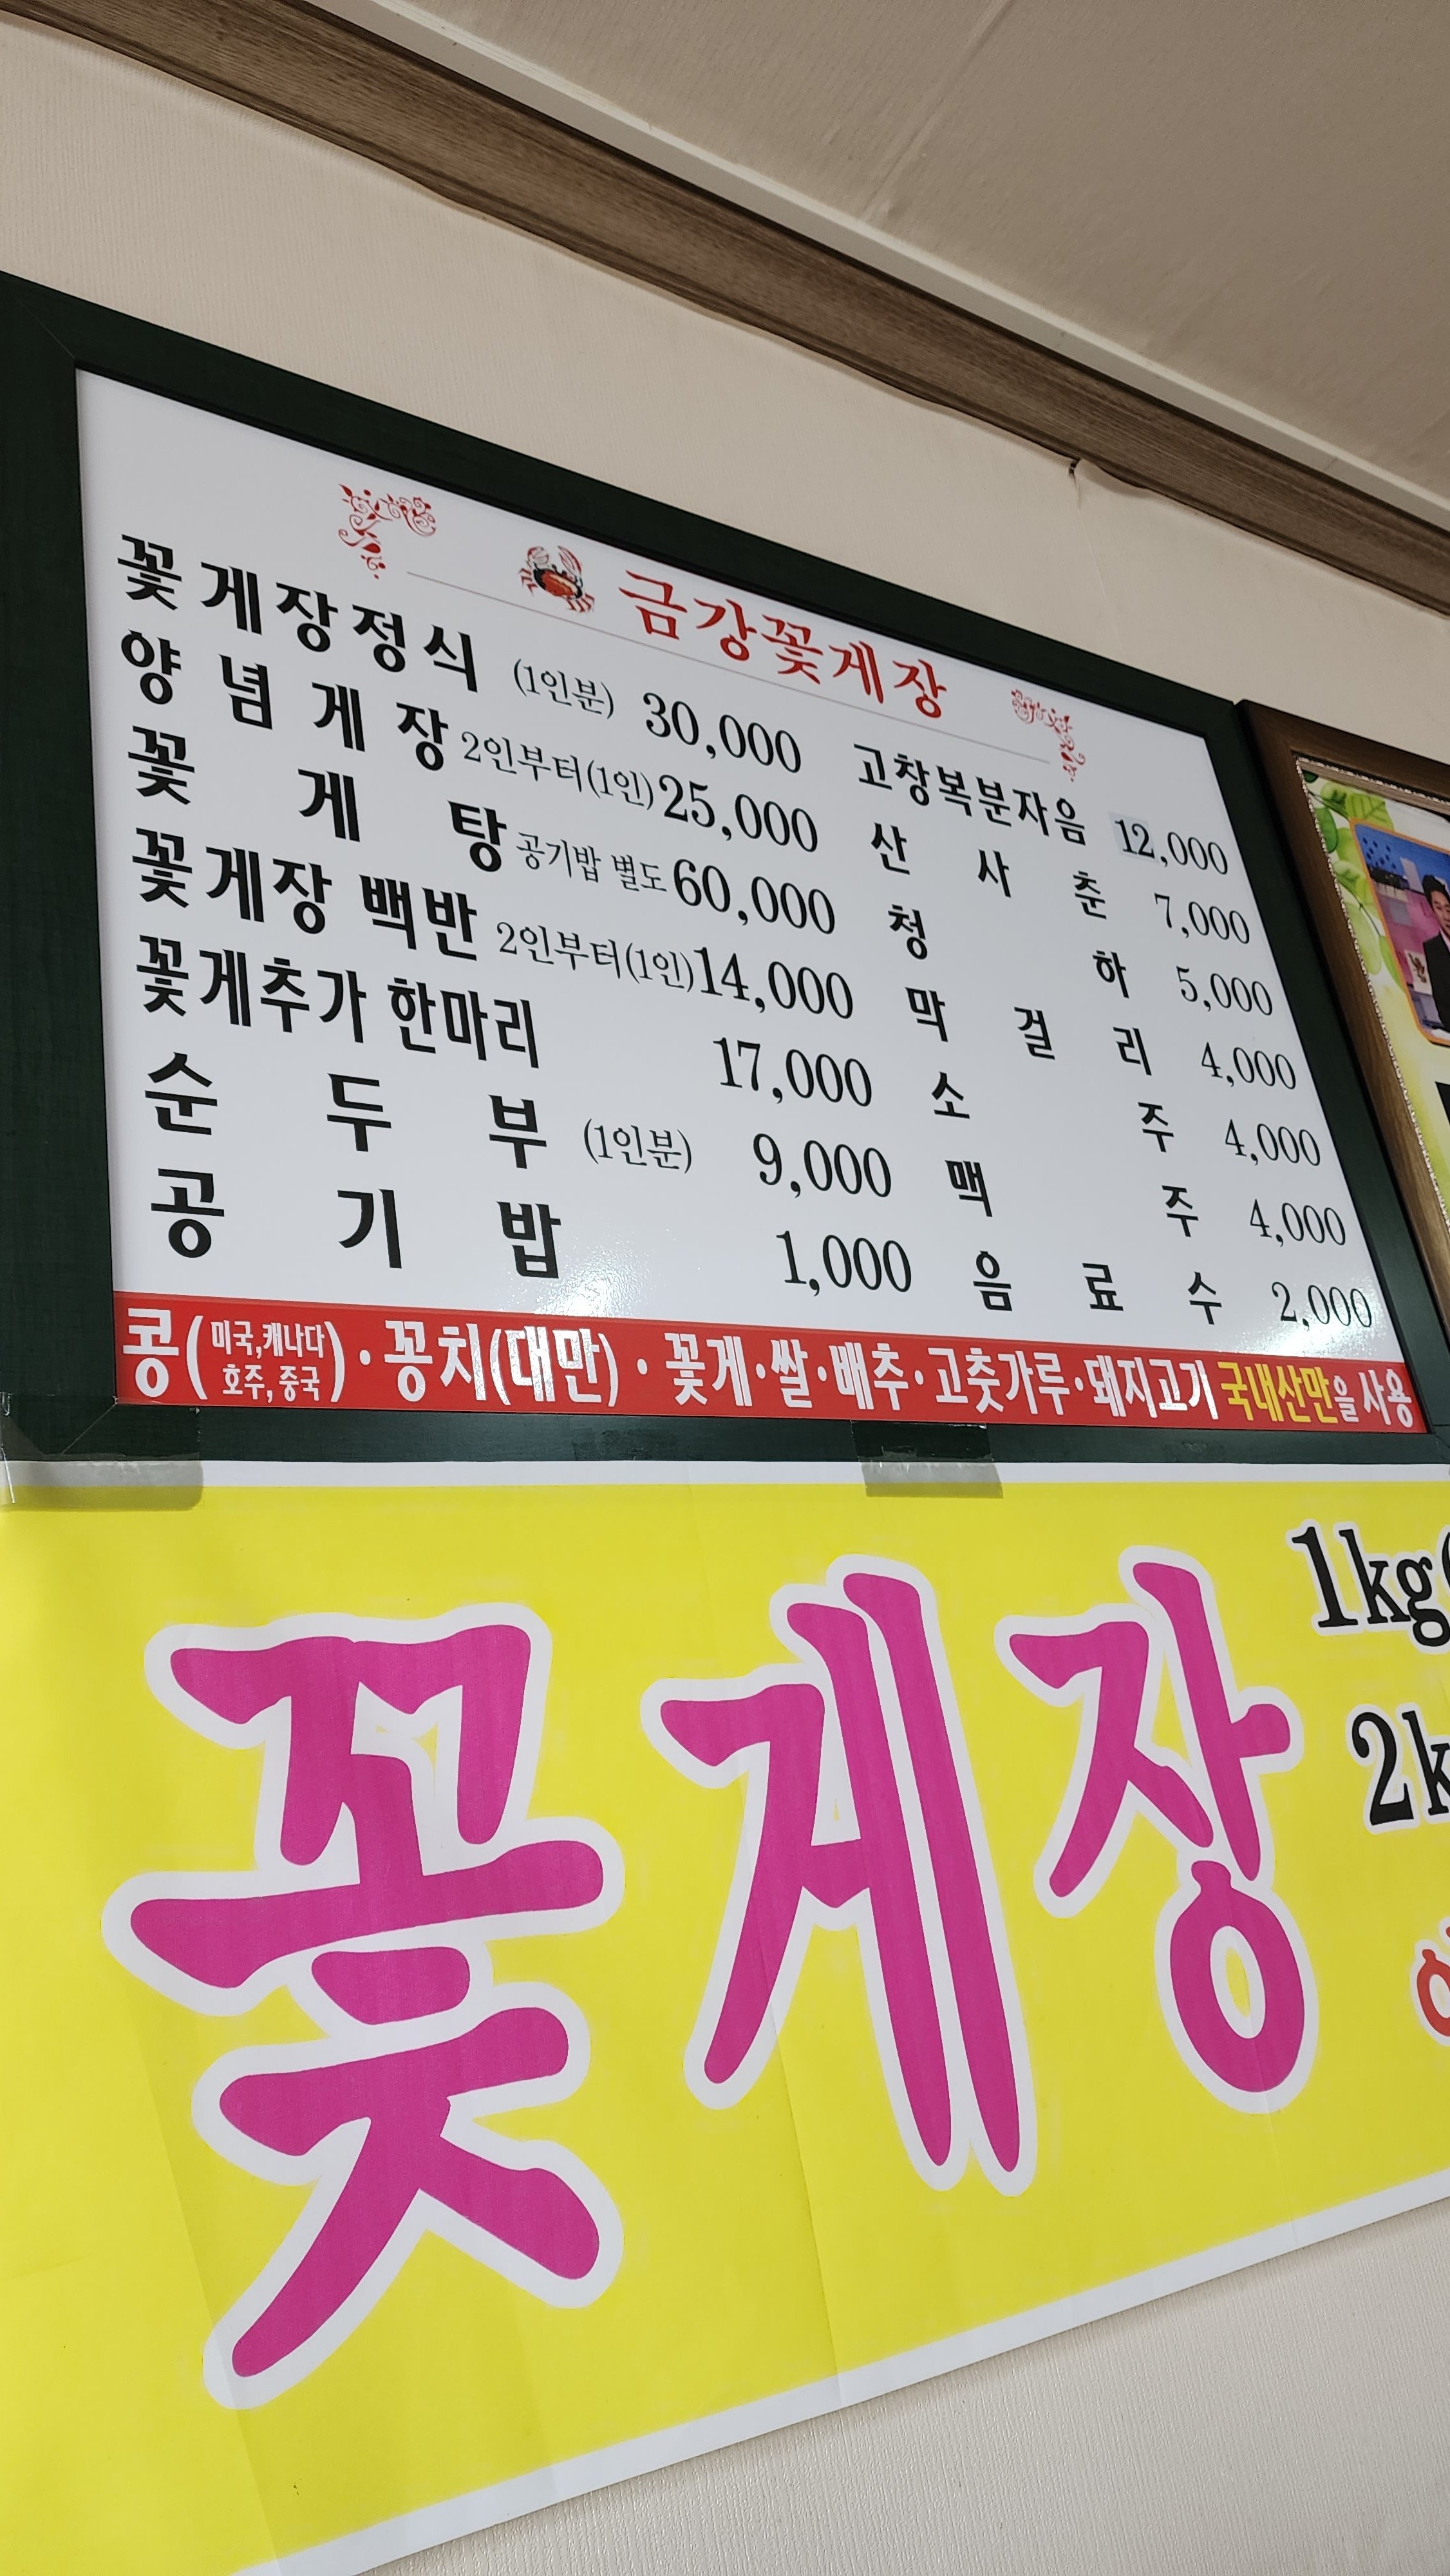 금강꽃게장
꽃게장정식 (1인분) 30,000
양념게장 2인부터(1인) 25,000
꽃게탕 공기밥 별도 60,000
꽃게장 백반 2인부터(1인) 14,000
꽃게추가 한마리 17,000
순두부 (1인분) 9,000
공기밥 1,000
고창복분자음 12,000
산사춘 7,000
청하 5,000
막걸리 4,000
소주 4,000
맥주 4,000
음료수 2,000
콩(미국,캐나다 호주,중국)·꽁치(대만)·꽃게·쌀·배추·고춧가루·돼지고기 국내산만을 사용
꽃게장
1kg(
2k